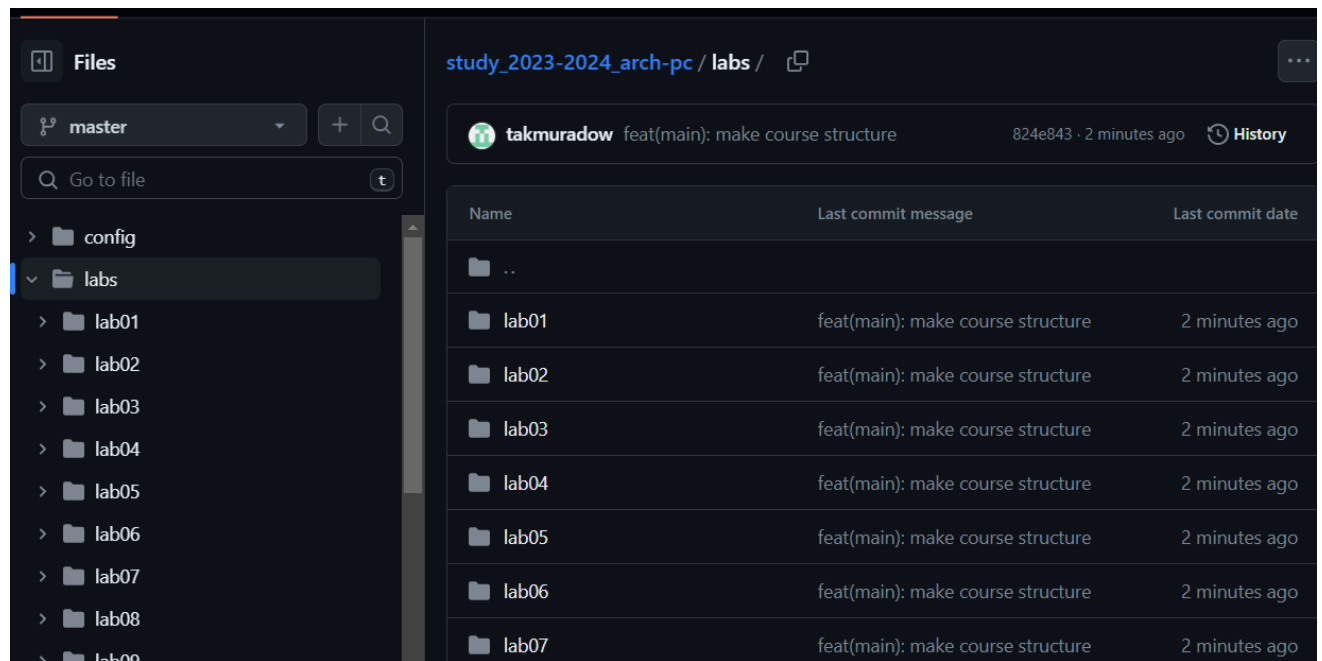 Files
master
Go to file
t
config
labs
lab01
lab02
lab03
lab04
lab05
lab06
lab07
lab08
lab09
study_2023-2024_arch-pc / labs /
takmuradow feat(main): make course structure 824e843 · 2 minutes ago History
Name Last commit message Last commit date
..
lab01 feat(main): make course structure 2 minutes ago
lab02 feat(main): make course structure 2 minutes ago
lab03 feat(main): make course structure 2 minutes ago
lab04 feat(main): make course structure 2 minutes ago
lab05 feat(main): make course structure 2 minutes ago
lab06 feat(main): make course structure 2 minutes ago
lab07 feat(main): make course structure 2 minutes ago